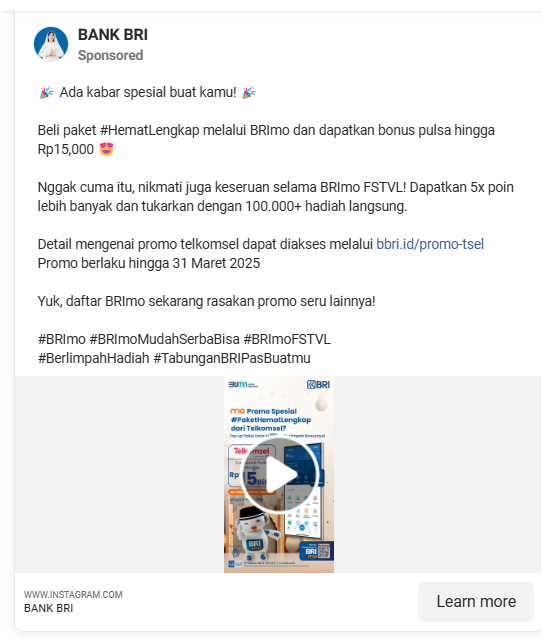 BANK BRI
Sponsored
🎉 Ada kabar spesial buat kamu! 🎉
Beli paket #HematLengkap melalui BRImo dan dapatkan bonus pulsa hingga
Rp15,000 😍
Nggak cuma itu, nikmati juga keseruan selama BRImo FSTVL! Dapatkan 5x poin
lebih banyak dan tukarkan dengan 100.000+ hadiah langsung.
Detail mengenai promo telkomsel dapat diakses melalui bbri.id/promo-tsel
Promo berlaku hingga 31 Maret 2025
Yuk, daftar BRImo sekarang rasakan promo seru lainnya!
#BRImo #BRImoMudahSerbaBisa #BRImoFSTVL
#BerlimpahHadiah #TabunganBRIPasBuatmu
BUMN
BRI
mo Promo Spesial
#PaketHematLengkap
dari Telkomsel?
Telkomsel
Rp 5
BRI
mo
WWW.INSTAGRAM.COM
BANK BRI
Learn more